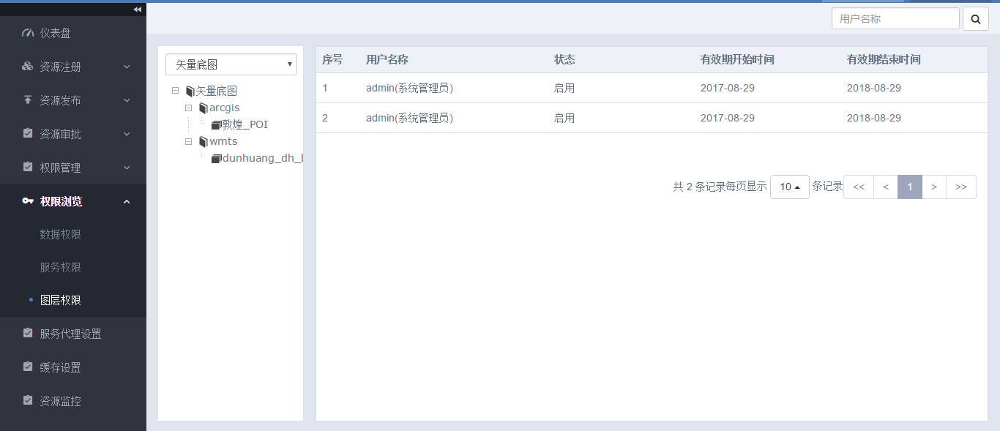 仪表盘
资源注册
资源发布
资源审批
权限管理
权限浏览
数据权限
服务权限
图层权限
服务代理设置
缓存设置
资源监控
用户名称
矢量底图
矢量底图
arcgis
敦煌_POI
wmts
dunhuang_dh_b
序号 用户名称 状态 有效期开始时间 有效期结束时间
1 admin(系统管理员) 启用 2017-08-29 2018-08-29
2 admin(系统管理员) 启用 2017-08-29 2018-08-29
共 2 条记录每页显示 10 条记录 << < 1 > >>